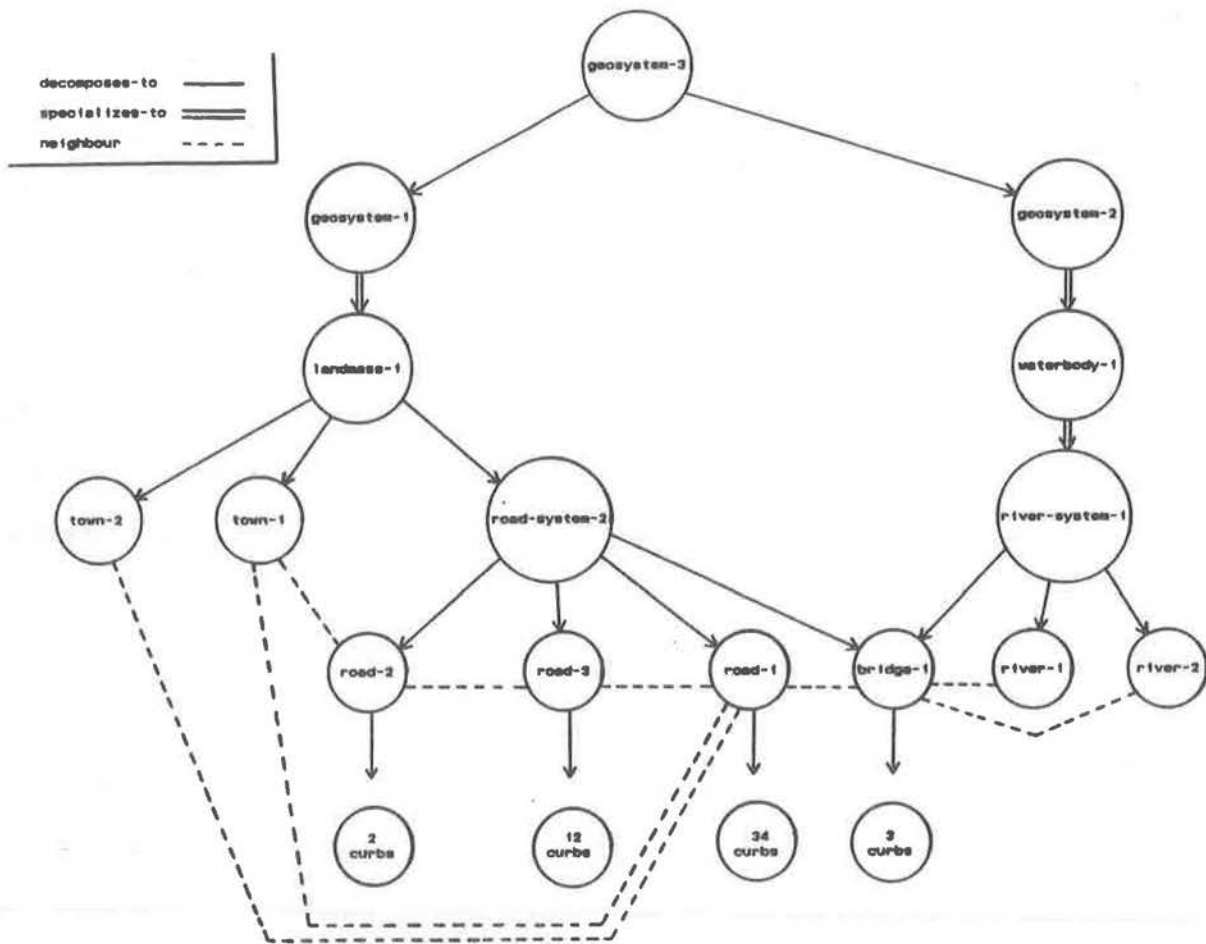 geosystem-3
decomposes-to
specializes-to
neighbour
geosystem-1
geosystem-2
landmass-1
waterbody-1
town-2
town-1
road-system-2
river-system-1
road-2
road-3
road-1
bridge-1
river-1
river-2
2
curbs
12
curbs
34
curbs
3
curbs